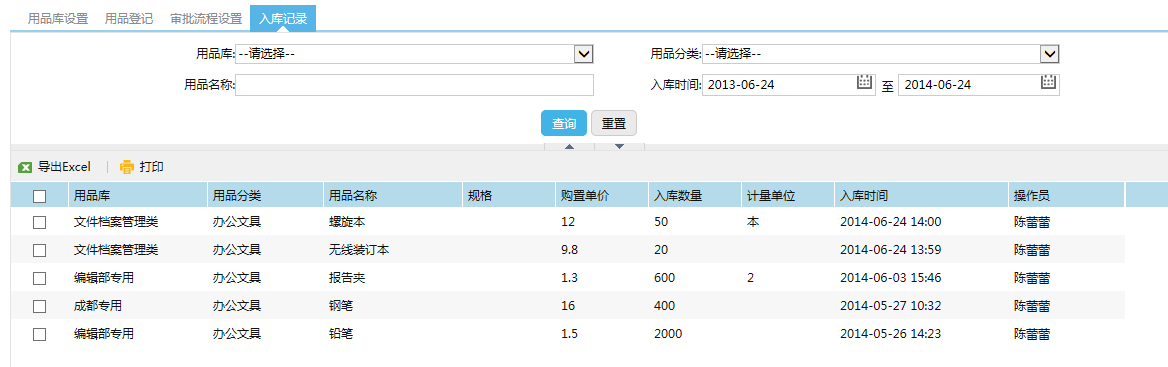 用品库设置 用品登记 审批流程设置 入库记录
用品库: --请选择-- 用品分类: --请选择--
用品名称: 入库时间: 2013-06-24 至 2014-06-24
查询 重置
导出Excel 打印
用品库 用品分类 用品名称 规格 购置单价 入库数量 计量单位 入库时间 操作员
文件档案管理类 办公文具 螺旋本 12 50 本 2014-06-24 14:00 陈蕾蕾
文件档案管理类 办公文具 无线装订本 9.8 20 2014-06-24 13:59 陈蕾蕾
编辑部专用 办公文具 报告夹 1.3 600 2 2014-06-03 15:46 陈蕾蕾
成都专用 办公文具 钢笔 16 400 2014-05-27 10:32 陈蕾蕾
编辑部专用 办公文具 铅笔 1.5 2000 2014-05-26 14:23 陈蕾蕾